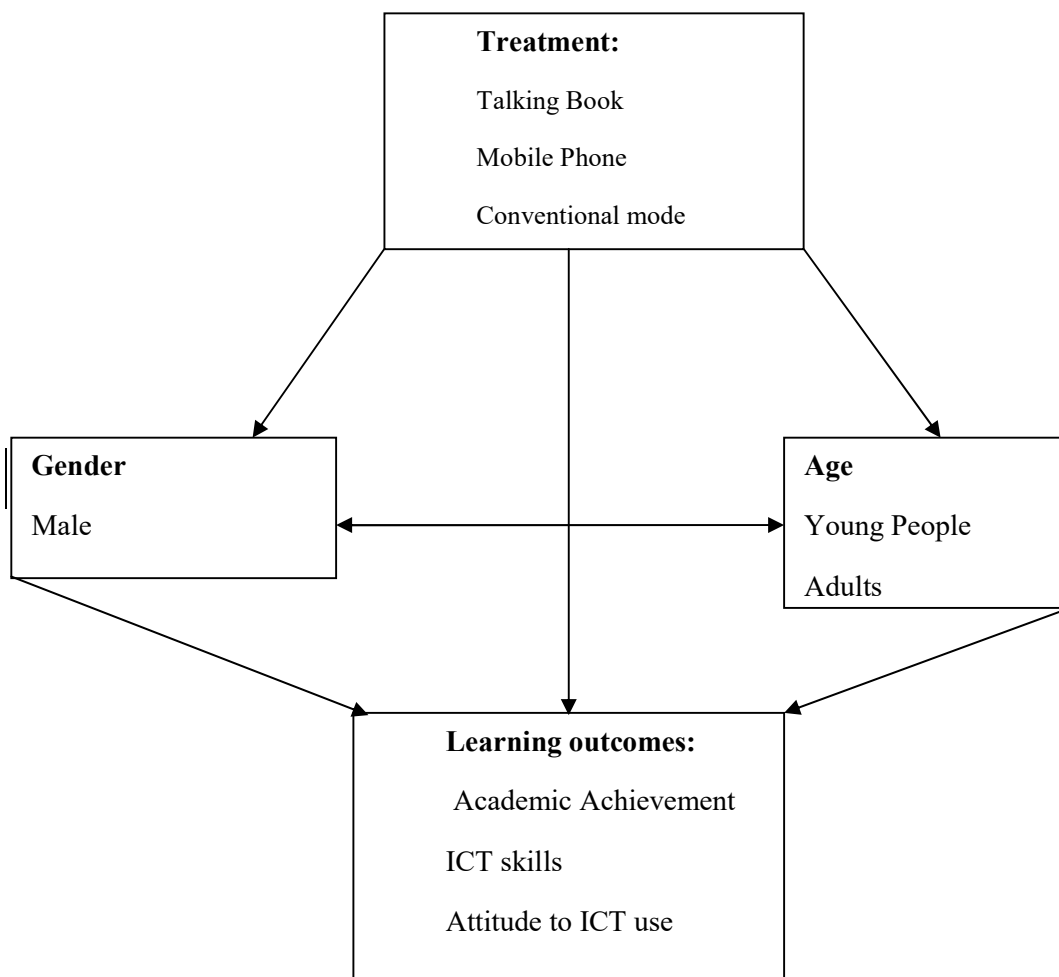 Treatment:
Talking Book
Mobile Phone
Conventional mode
Gender
Male
Age
Young People
Adults
Learning outcomes:
Academic Achievement
ICT skills
Attitude to ICT use